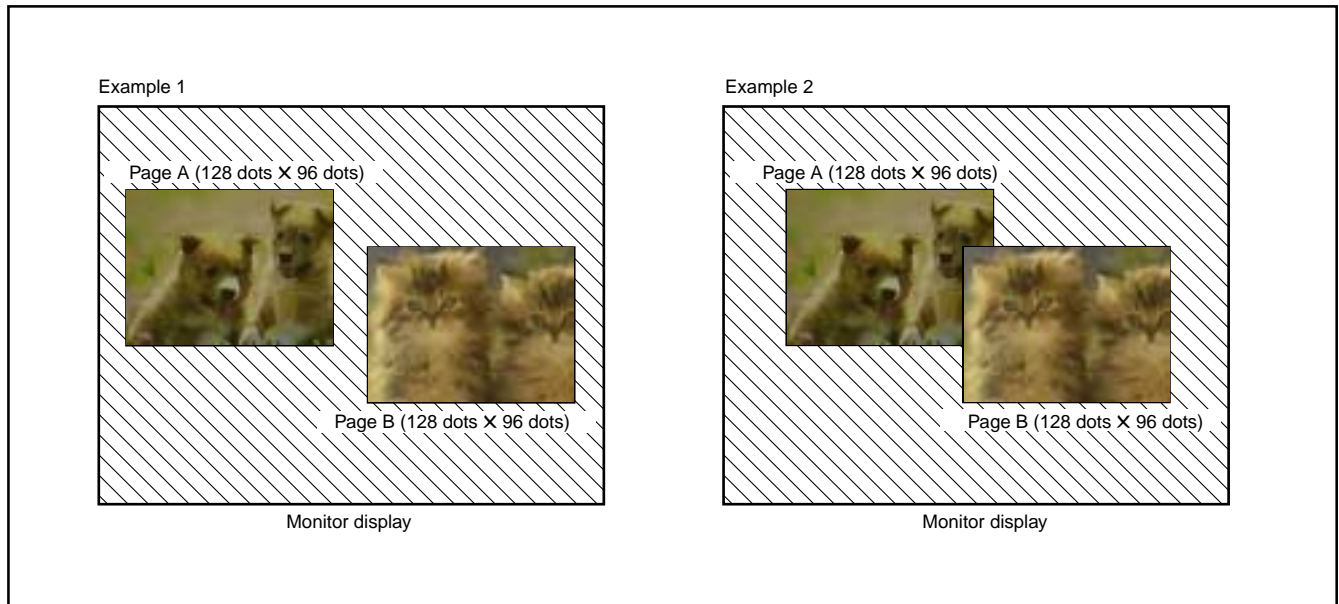 Example 1
Page A (128 dots ✕ 96 dots)
Page B (128 dots ✕ 96 dots)
Monitor display
Example 2
Page A (128 dots ✕ 96 dots)
Page B (128 dots ✕ 96 dots)
Monitor display